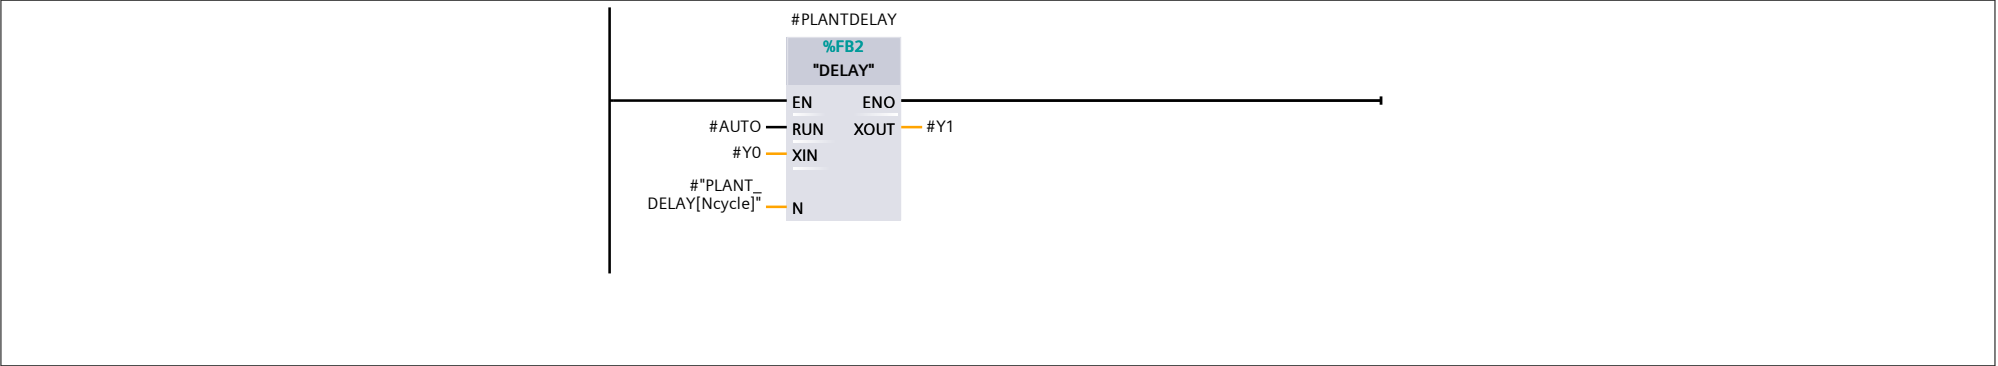 #PLANTDELAY
%FB2
"DELAY"
EN ENO
#AUTO RUN XOUT #Y1
#Y0 XIN
#"PLANT_
DELAY[Ncycle]" N